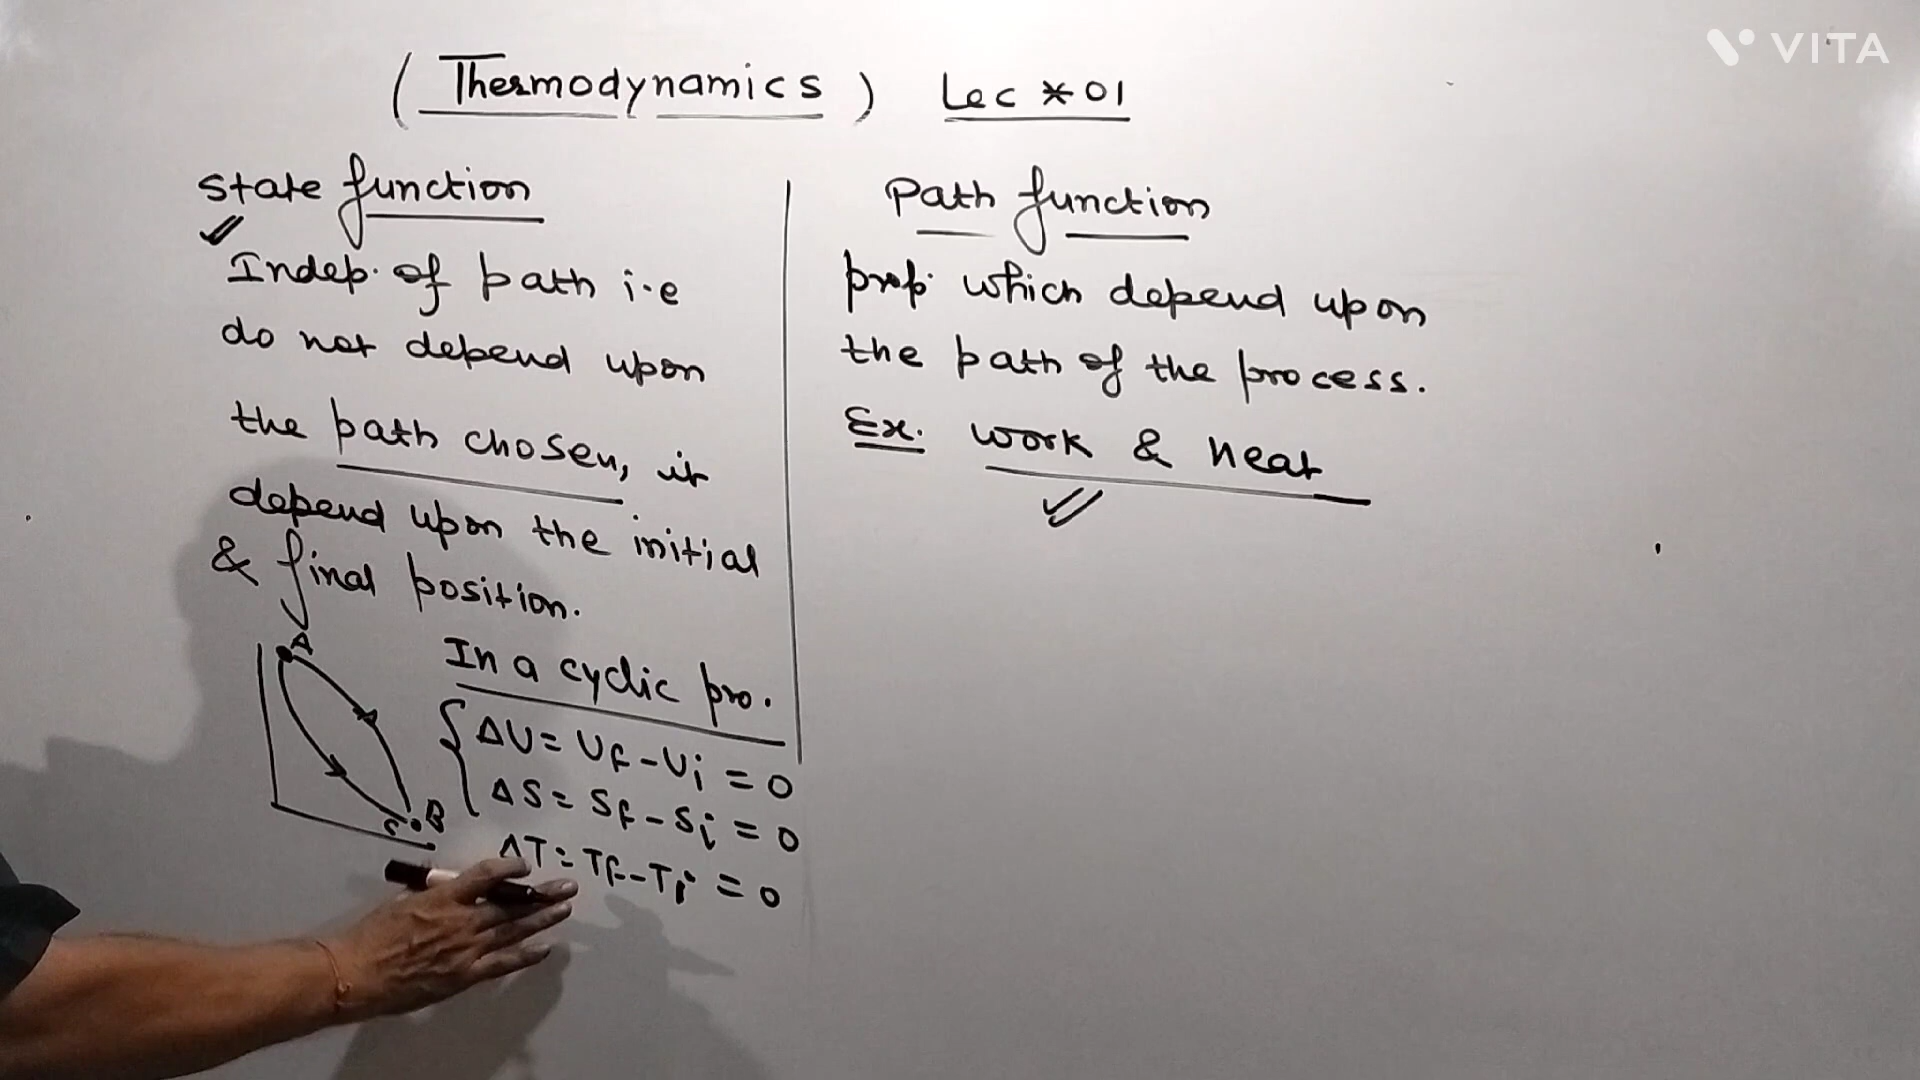 (Thermodynamics) Lec * 01
VITA
State function
Indep. of path i.e
do not depend upon
the path chosen, it
depend upon the initial
& final position.
A
B
In a cyclic pro.
ΔU = Uf - Ui = 0
ΔS = Sf - Si = 0
ΔT = Tf - Ti = 0
Path function
prop. which depend upon
the path of the process.
Ex. work & heat